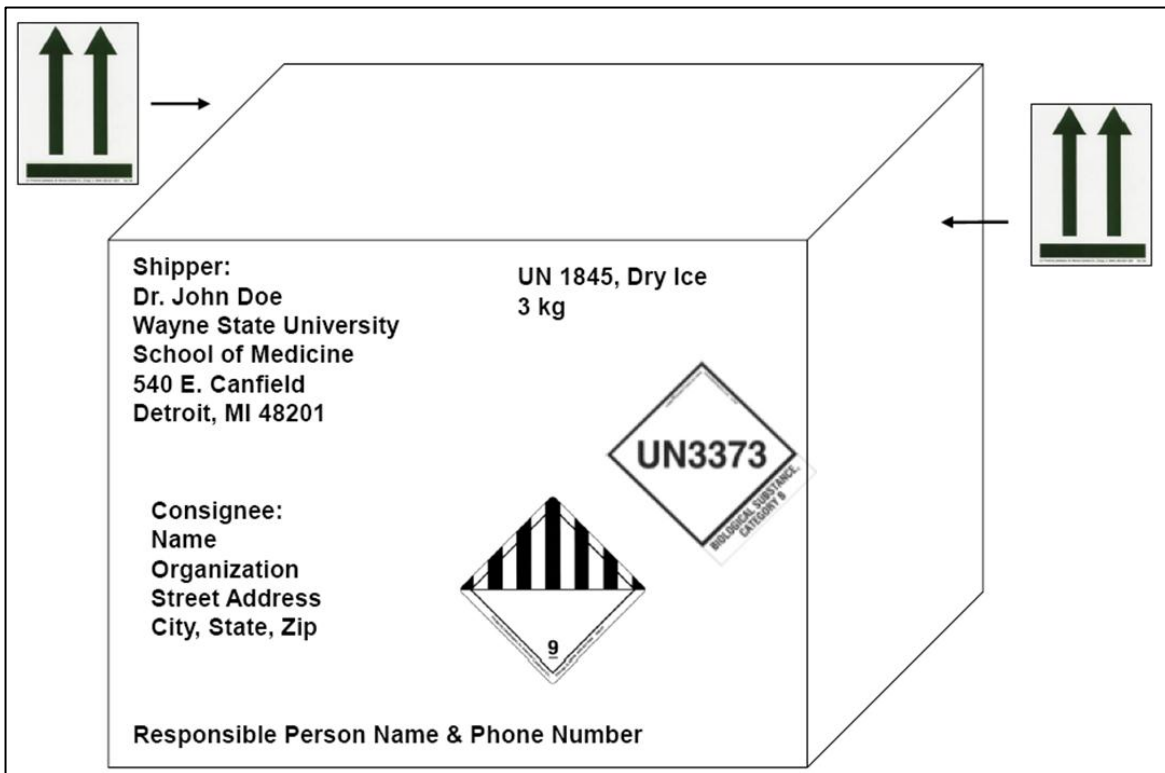 Shipper:
Dr. John Doe
Wayne State University
School of Medicine
540 E. Canfield
Detroit, MI 48201
UN 1845, Dry Ice
3 kg
UN3373
BIOLOGICAL SUBSTANCE,
CATEGORY B
Consignee:
Name
Organization
Street Address
City, State, Zip
9
Responsible Person Name & Phone Number